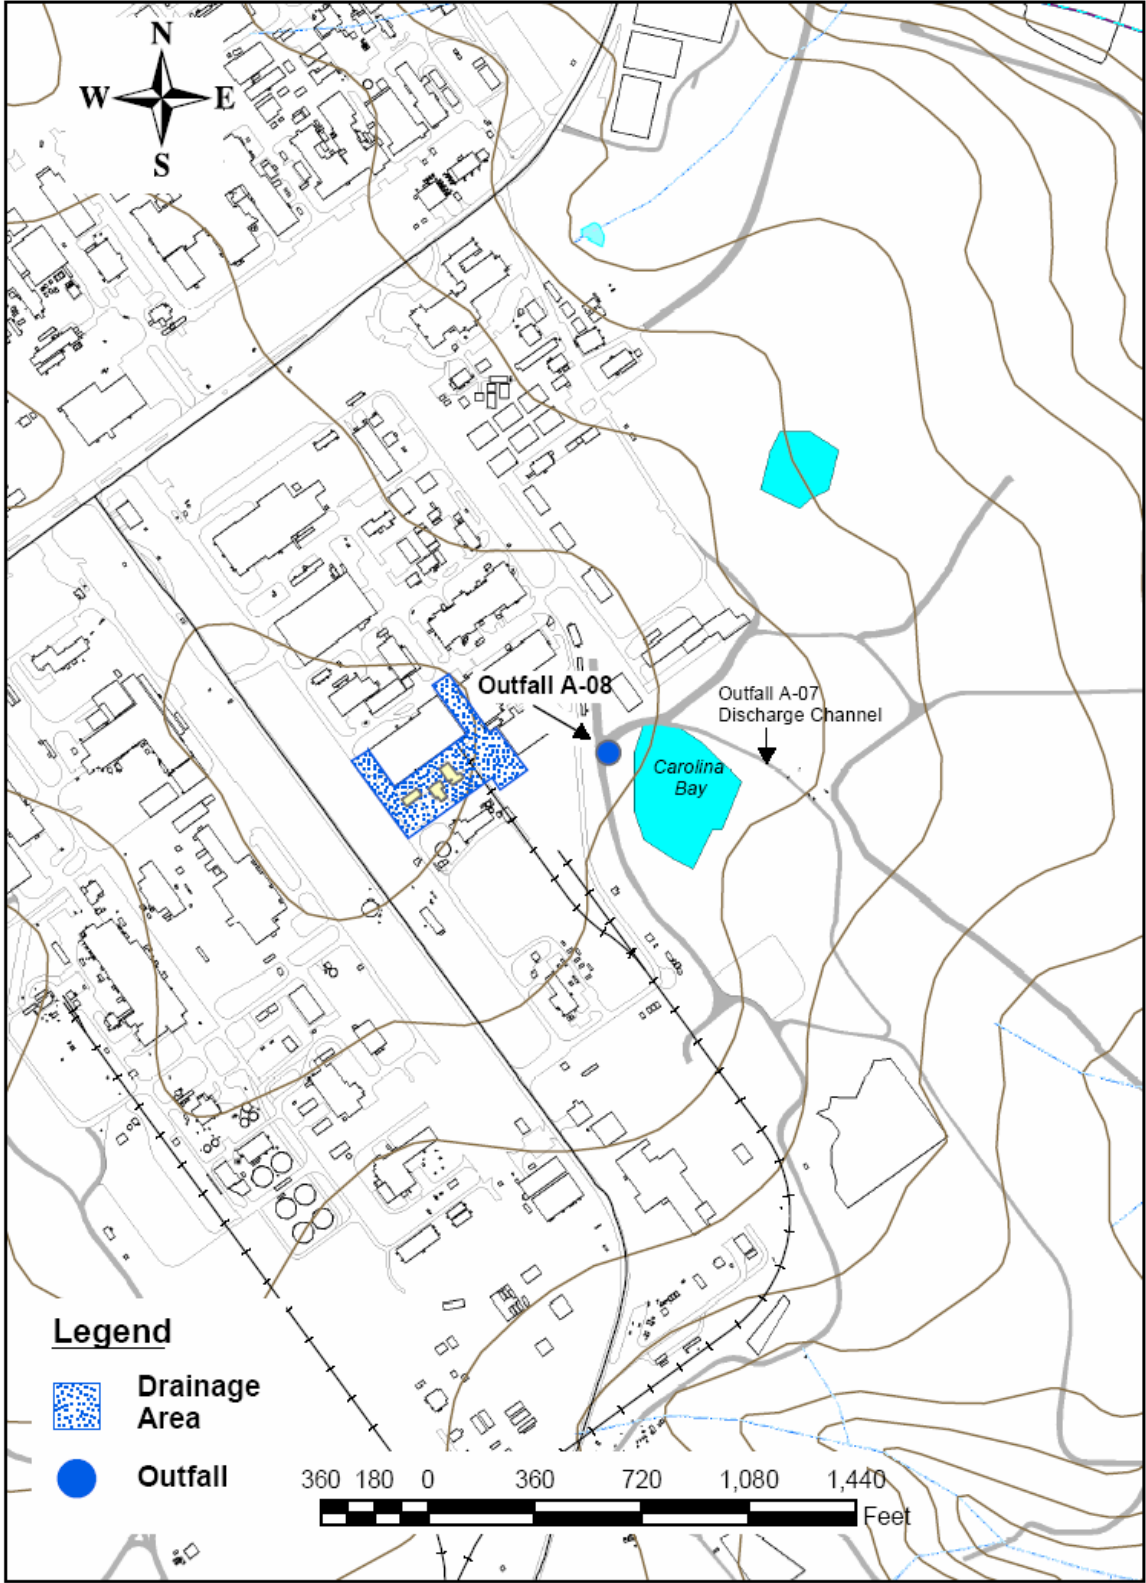 N
W E
S
Outfall A-08
Outfall A-07
Discharge Channel
Carolina
Bay
Legend
Drainage
Area
Outfall
360 180 0 360 720 1,080 1,440
Feet